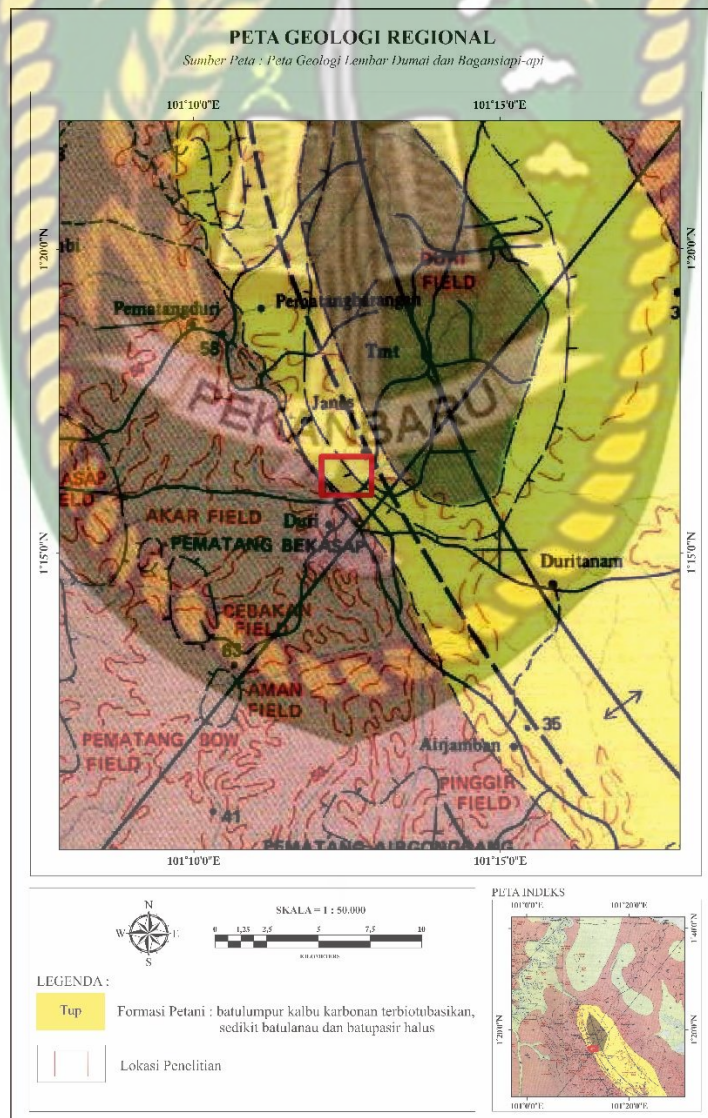 PETA GEOLOGI REGIONAL
Sumber Peta : Peta Geologi Lembar Dumai dan Bagansiapi-api
101°10'0"E 101°15'0"E
1°20'0"N 1°20'0"N
DURI
FIELD
Pematangduri
58
3
Tmt
PEKANBARU
Duri
AKAR FIELD
PEMATANG BEKASAP
FIELD
1°15'0"N 1°15'0"N
Duritanam
CEBAKAN
FIELD
63
AMAN
FIELD
35
Airjamban
PEMATANG BOW
FIELD
PINGGIR
FIELD
41
101°10'0"E 101°15'0"E
N
W E
S
SKALA = 1 : 50.000
0 1,25 2,5 5 7,5 10
KILOMETERS
LEGENDA :
Tup
Formasi Petani : batulumpur kalbu karbonan terbiotubasikan,
sedikit batulanau dan batupasir halus
Lokasi Penelitian
PETA INDEKS
101°0'0"E 101°20'0"E
1°40'0"N
1°20'0"N 1°20'0"N
101°0'0"E 101°20'0"E